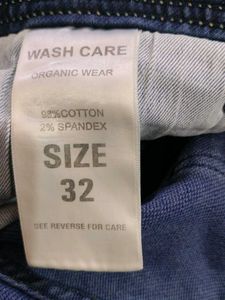 WASH CARE
ORGANIC WEAR
98%COTTON
2% SPANDEX
SIZE
32
SEE REVERSE FOR CARE